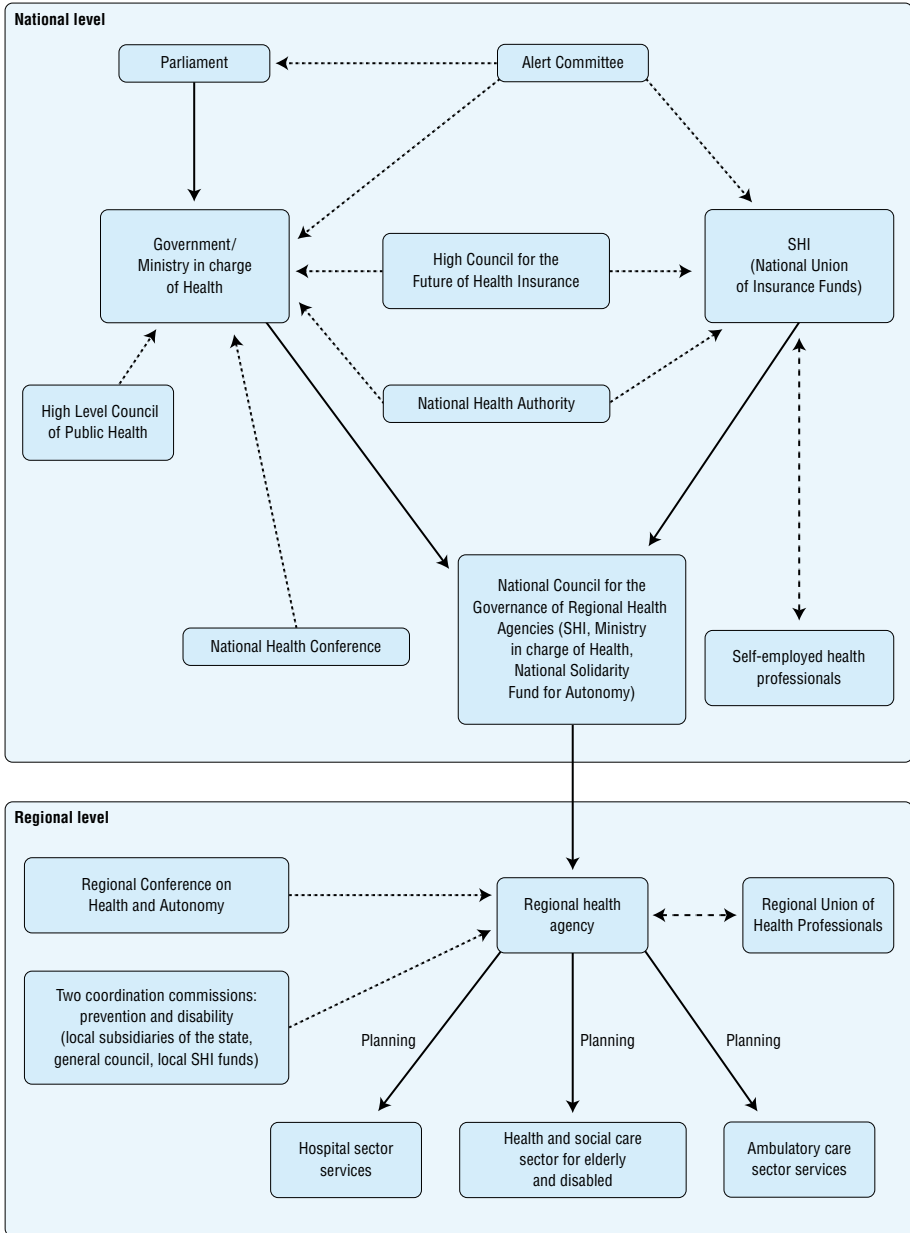 National level
Parliament
Alert Committee
Government/
Ministry in charge
of Health
High Council for the
Future of Health Insurance
SHI
(National Union
of Insurance Funds)
High Level Council
of Public Health
National Health Authority
National Health Conference
National Council for the
Governance of Regional Health
Agencies (SHI, Ministry
in charge of Health,
National Solidarity
Fund for Autonomy)
Self-employed health
professionals
Regional level
Regional Conference on
Health and Autonomy
Regional health
agency
Regional Union of
Health Professionals
Two coordination commissions:
prevention and disability
(local subsidiaries of the state,
general council, local SHI funds)
Planning
Planning
Planning
Hospital sector
services
Health and social care
sector for elderly
and disabled
Ambulatory care
sector services